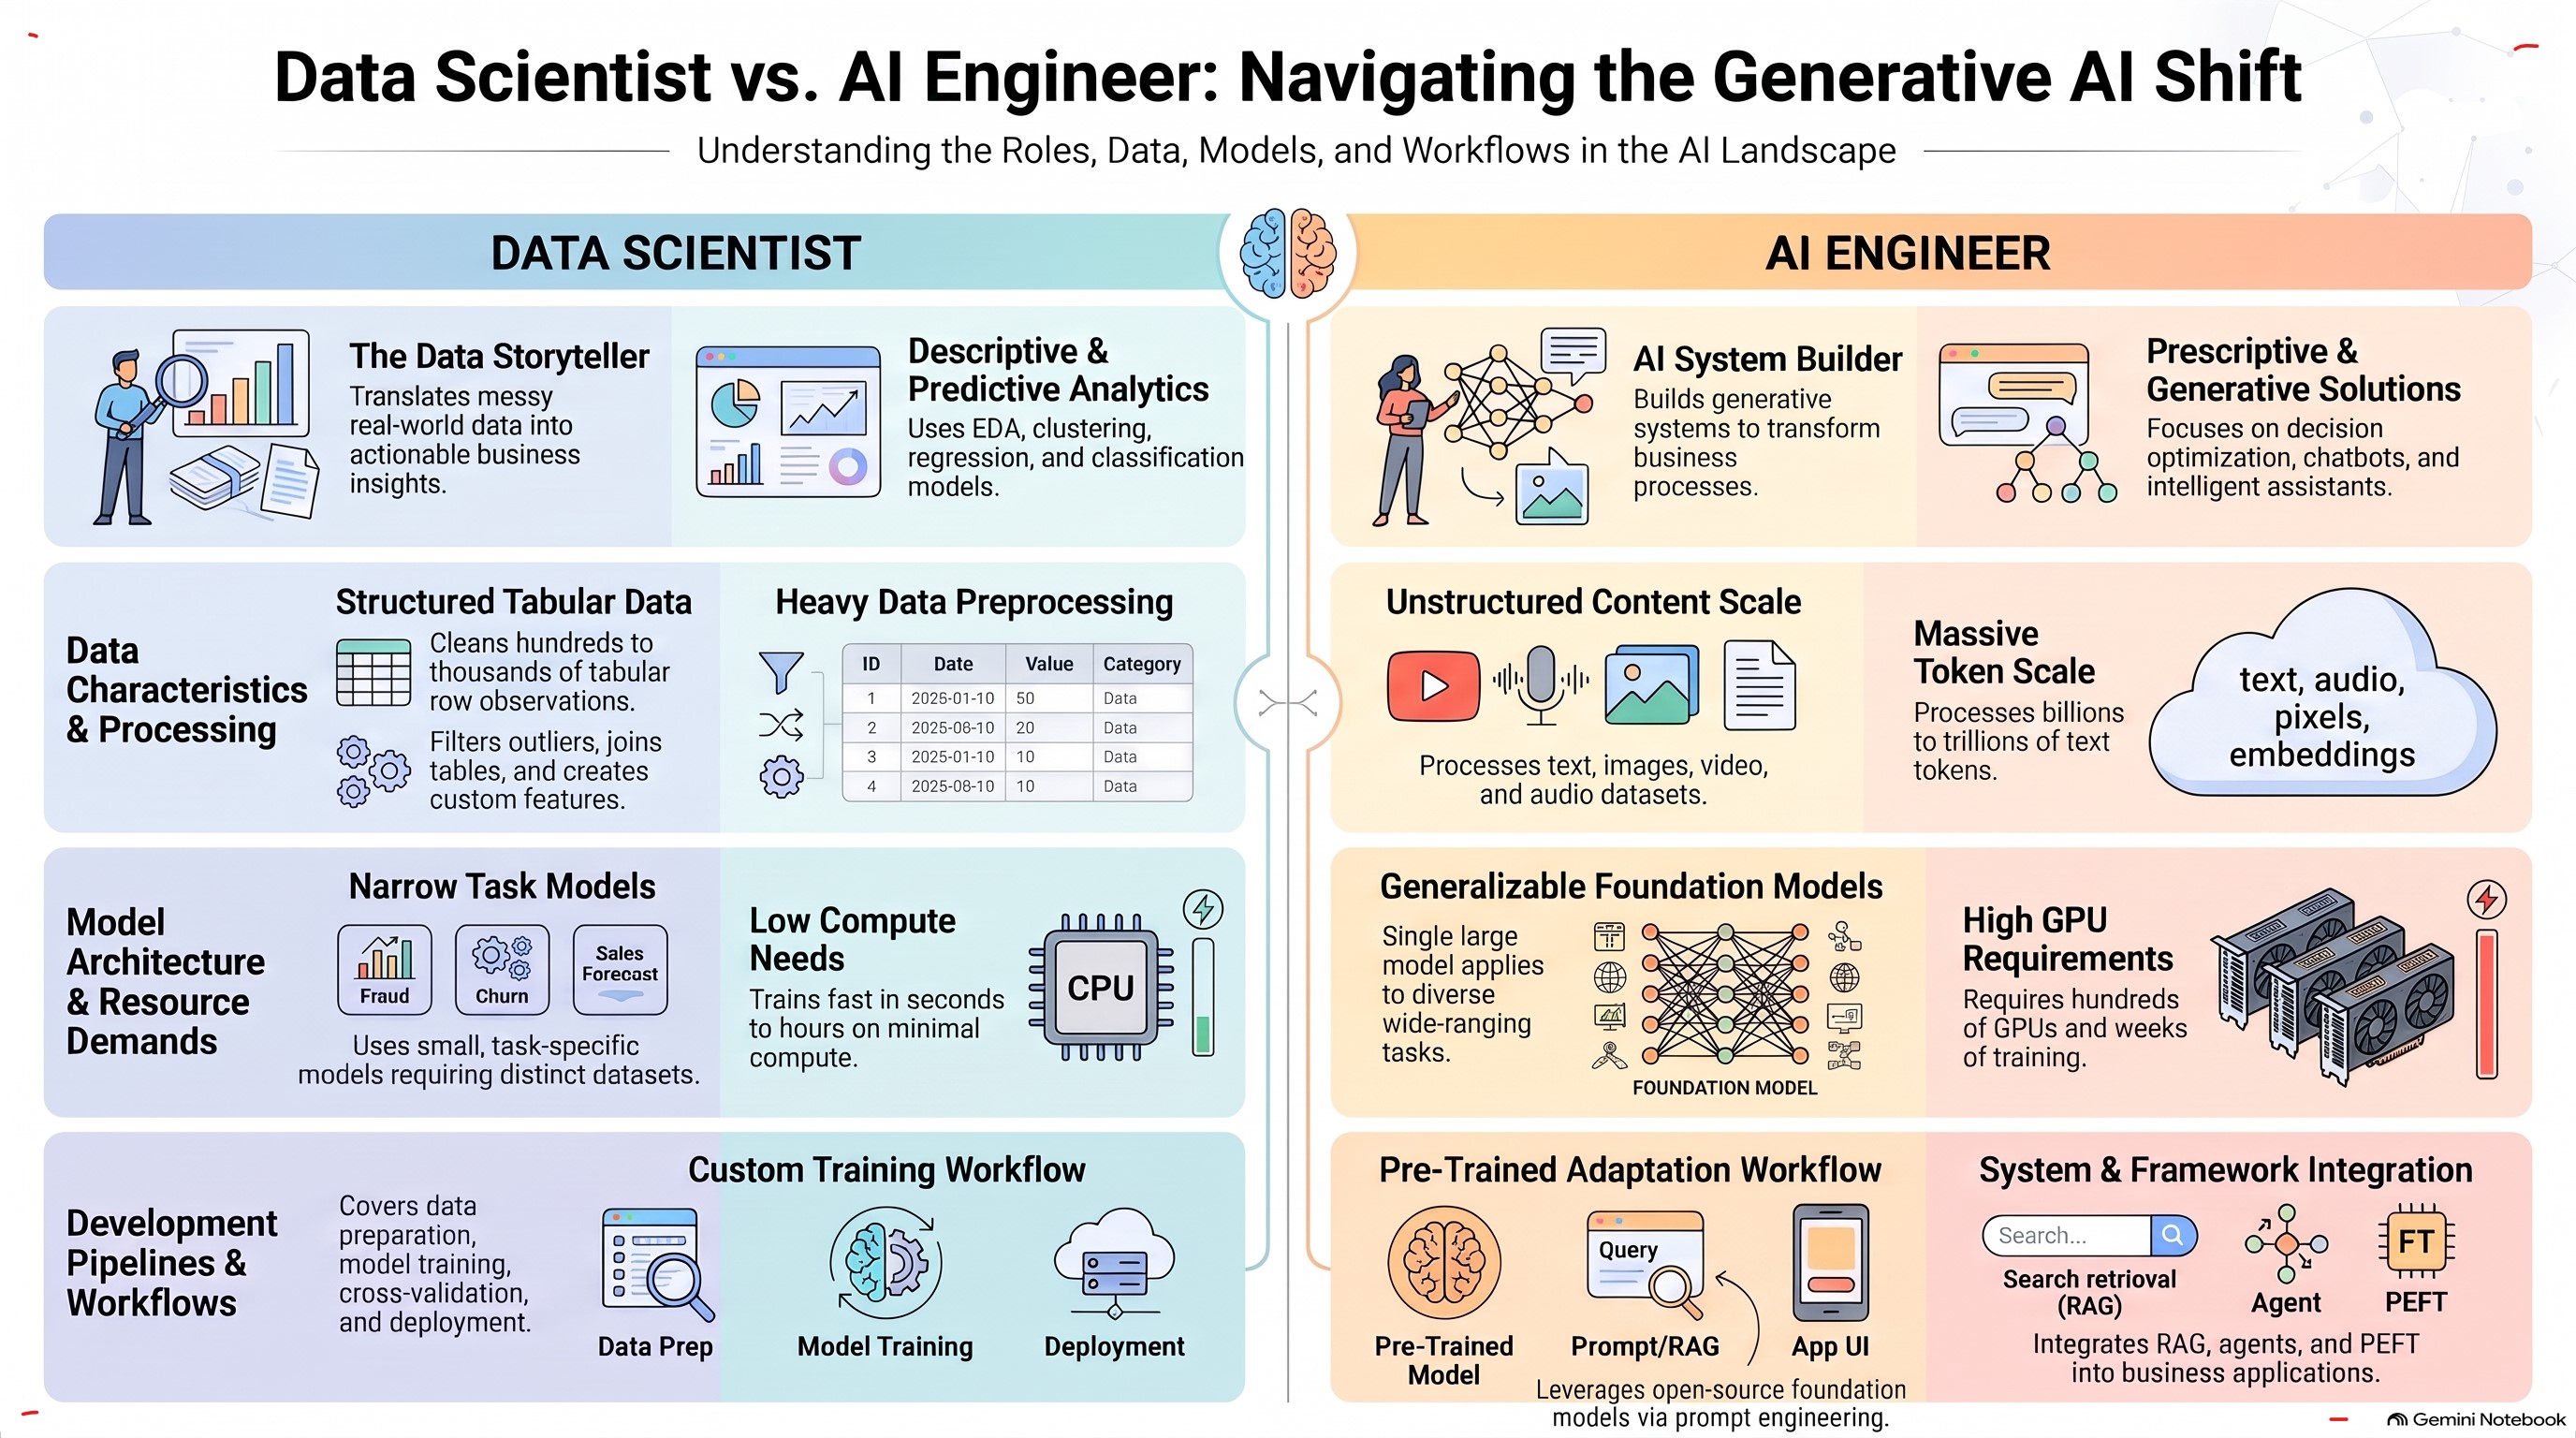 Data Scientist vs. AI Engineer: Navigating the Generative AI Shift
Understanding the Roles, Data, Models, and Workflows in the AI Landscape
DATA SCIENTIST
The Data Storyteller
Translates messy
real-world data into
actionable business
insights.
Descriptive &
Predictive Analytics
Uses EDA, clustering,
regression, and classification
models.
Data
Characteristics
& Processing
Structured Tabular Data
Cleans hundreds to
thousands of tabular
row observations.
Filters outliers, joins
tables, and creates
custom features.
Heavy Data Preprocessing
ID Date Value Category
1 2025-01-10 50 Data
2 2025-08-10 20 Data
3 2025-01-10 10 Data
4 2025-08-10 10 Data
Model
Architecture
& Resource
Demands
Narrow Task Models
Fraud
Churn
Sales
Forecast
Uses small, task-specific
models requiring distinct datasets.
Low Compute
Needs
Trains fast in seconds
to hours on minimal
compute.
CPU
Development
Pipelines &
Workflows
Custom Training Workflow
Covers data
preparation,
model training,
cross-validation,
and deployment.
Data Prep
Model Training
Deployment
AI ENGINEER
AI System Builder
Builds generative
systems to transform
business
processes.
Prescriptive &
Generative Solutions
Focuses on decision
optimization, chatbots, and
intelligent assistants.
Unstructured Content Scale
Processes text, images, video,
and audio datasets.
Massive
Token Scale
Processes billions
to trillions of text
tokens.
text, audio,
pixels,
embeddings
Generalizable Foundation Models
Single large
model applies
to diverse
wide-ranging
tasks.
FOUNDATION MODEL
High GPU
Requirements
Requires hundreds
of GPUs and weeks
of training.
Pre-Trained Adaptation Workflow
Pre-Trained
Model
Query
Prompt/RAG
App UI
Leverages open-source foundation
models via prompt engineering.
System & Framework Integration
Search...
Search retrioval
(RAG)
Agent
FT
PEFT
Integrates RAG, agents, and PEFT
into business applications.
Gemini Notebook